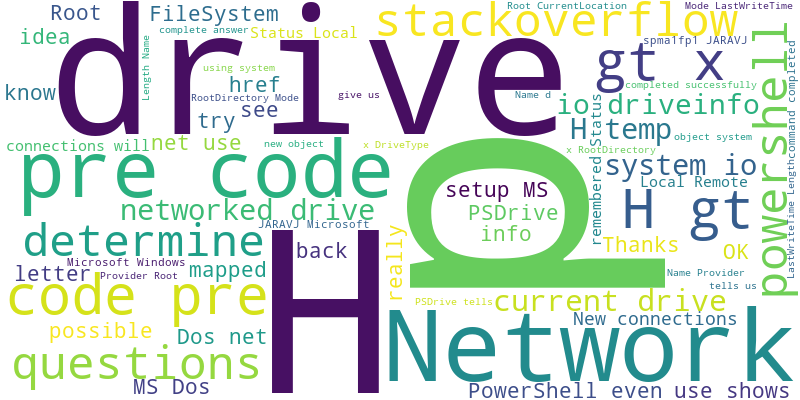 Root
FileSystem
Root CurrentLocation
Mode LastWriteTime
drive
stackoverflow
idea
complete answer
Status Local
spma1fp1 JARAVJ
Length Name
using system
gt x
know
href
RootDirectory Mode
give us
completed successfully
see
Name d
io driveinfo
powershell
LastWriteTime Lengthcommand completed
try
H temp
object system
connections will
net use
new object
x DriveType
x RootDirectory
remembered Status
pre code
p
system io
setup MS
Local Remote
networked drive
PSDrive
H gt
info
JARAVJ Microsoft
determine
H
back
really
Thanks
OK
Microsoft Windows
letter
Provider Root
mapped
Name Provider
tells us
code pre
PSDrive tells
current drive
Network
New connections
possible
Dos net
questions
MS Dos
PowerShell even
use shows